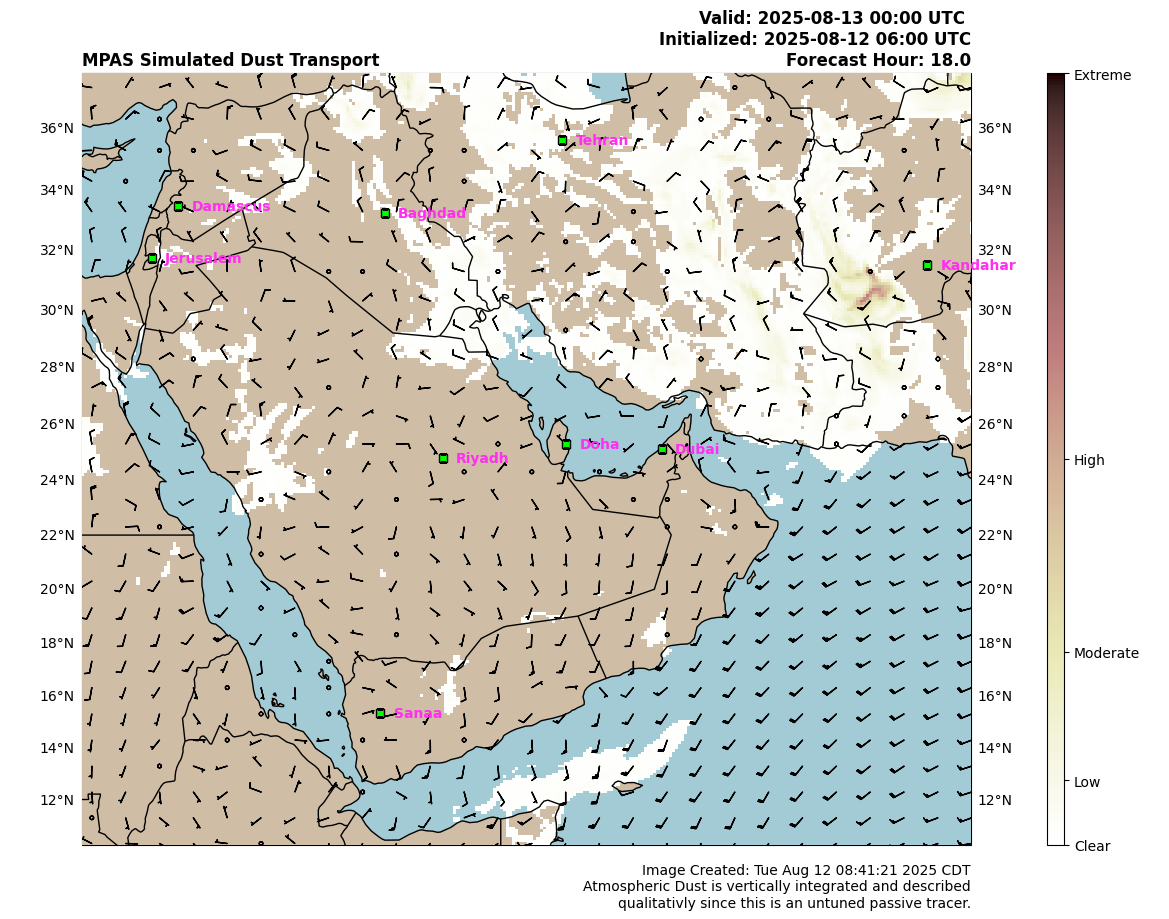 Valid: 2025-08-13 00:00 UTC
Initialized: 2025-08-12 06:00 UTC
MPAS Simulated Dust Transport
Forecast Hour: 18.0
Extreme
36°N
36°N
Tehran
34°N
34°N
Damascus
Baghdad
32°N
32°N
Jerusalem
Kandahar
30°N
30°N
28°N
28°N
26°N
26°N
Doha
Dubai
Riyadh
High
24°N
24°N
22°N
22°N
20°N
20°N
18°N
18°N
Moderate
16°N
16°N
Sanaa
14°N
14°N
Low
12°N
12°N
Clear
Image Created: Tue Aug 12 08:41:21 2025 CDT
Atmospheric Dust is vertically integrated and described
qualitativly since this is an untuned passive tracer.